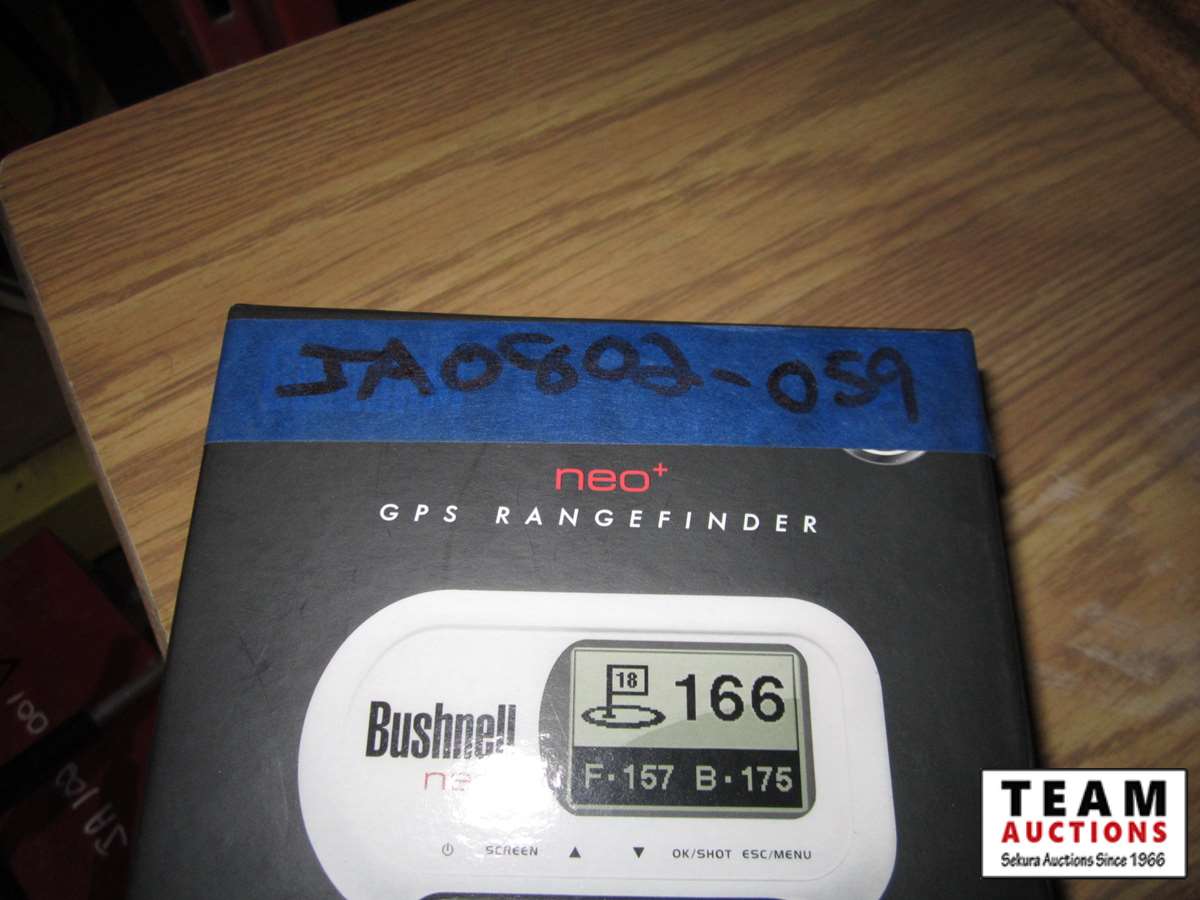 JA0802-059
neo+
GPS RANGEFINDER
18
166
Bushnell
F·157 B·175
SCREEN ▲ ▼ OK/SHOT ESC/MENU
001
TEAM
AUCTIONS
Sekura Auctions Since 1966